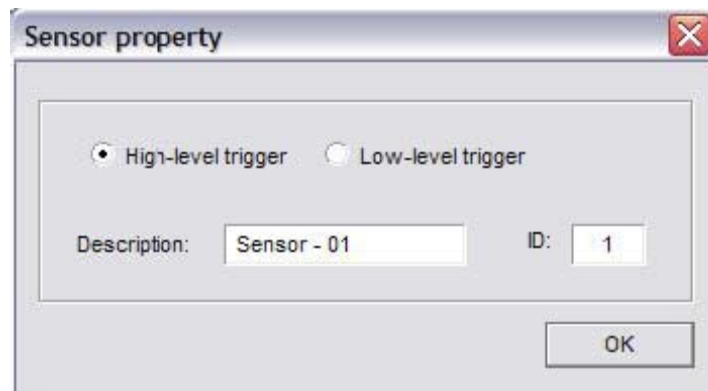 Sensor property
High-level trigger Low-level trigger
Description: Sensor - 01 ID: 1
OK